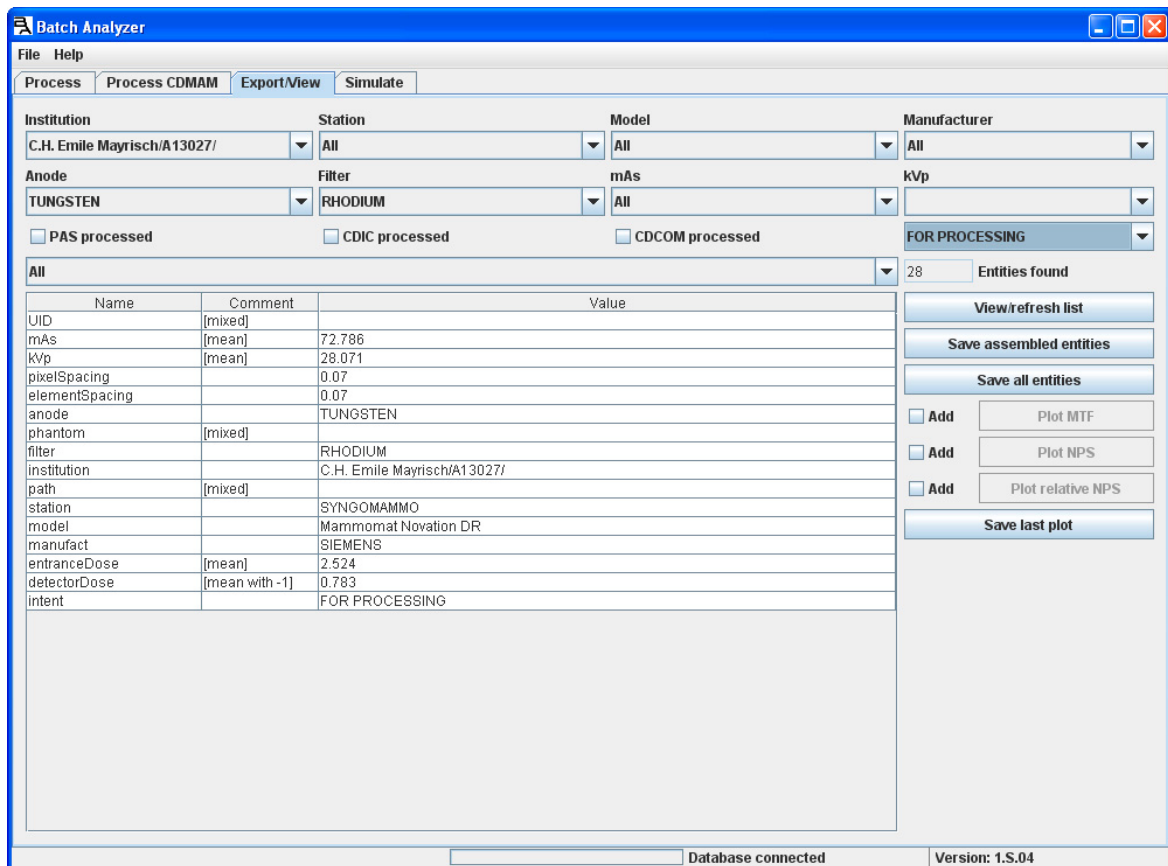 Batch Analyzer
File Help
Process Process CDMAM Export/View Simulate
Institution Station Model Manufacturer
C.H. Emile Mayrisch/A13027/ All All All
Anode Filter mAs kVp
TUNGSTEN RHODIUM All
PAS processed CDIC processed CDCOM processed FOR PROCESSING
All 28 Entities found
Name Comment Value
UID [mixed]
mAs [mean] 72.786
kVp [mean] 28.071
pixelSpacing 0.07
elementSpacing 0.07
anode TUNGSTEN
phantom [mixed]
filter RHODIUM
institution C.H. Emile Mayrisch/A13027/
path [mixed]
station SYNGOMAMMO
model Mammomat Novation DR
manufact SIEMENS
entranceDose [mean] 2.524
detectorDose [mean with -1] 0.783
intent FOR PROCESSING
View/refresh list
Save assembled entities
Save all entities
Add Plot MTF
Add Plot NPS
Add Plot relative NPS
Save last plot
Database connected Version: 1.S.04